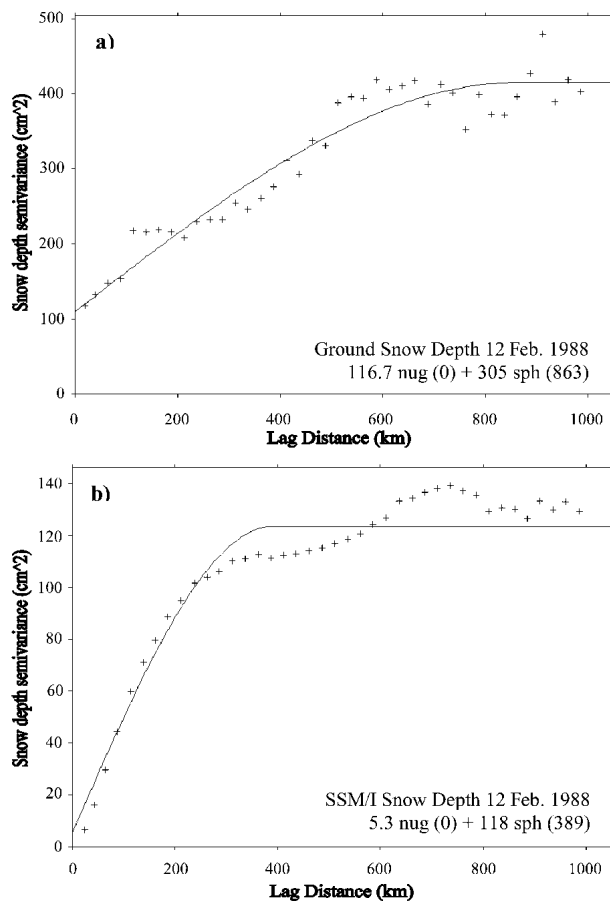 a)
500
400
300
200
100
0
Snow depth semivariance (cm^2)
Ground Snow Depth 12 Feb. 1988
116.7 nug (0) + 305 sph (863)
0 200 400 600 800 1000
Lag Distance (km)
b)
140
120
100
80
60
40
20
0
Snow depth semivariance (cm^2)
SSM/I Snow Depth 12 Feb. 1988
5.3 nug (0) + 118 sph (389)
0 200 400 600 800 1000
Lag Distance (km)